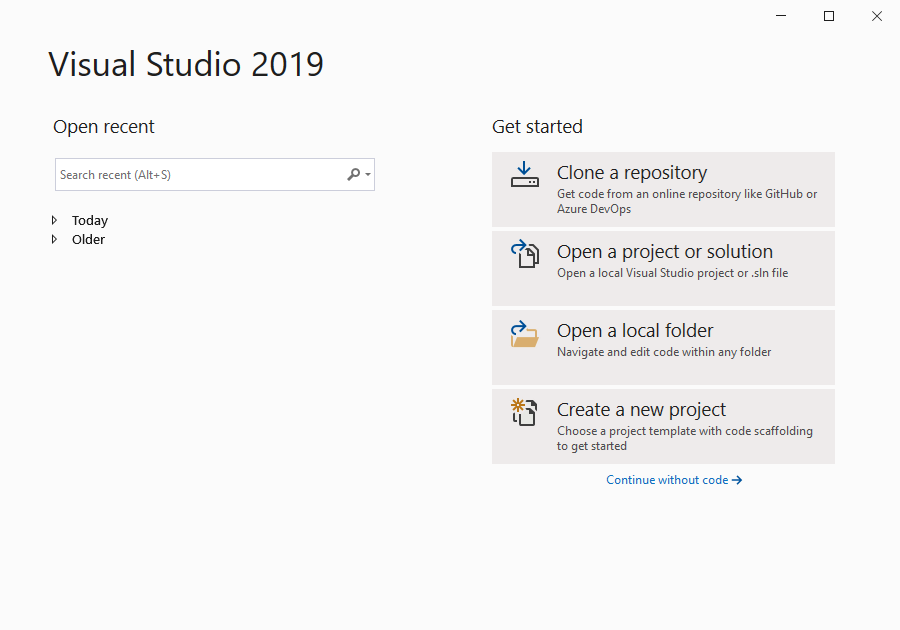 Visual Studio 2019
Open recent
Search recent (Alt+S)
Today
Older
Get started
Clone a repository
Get code from an online repository like GitHub or
Azure DevOps
Open a project or solution
Open a local Visual Studio project or .sln file
Open a local folder
Navigate and edit code within any folder
Create a new project
Choose a project template with code scaffolding
to get started
Continue without code